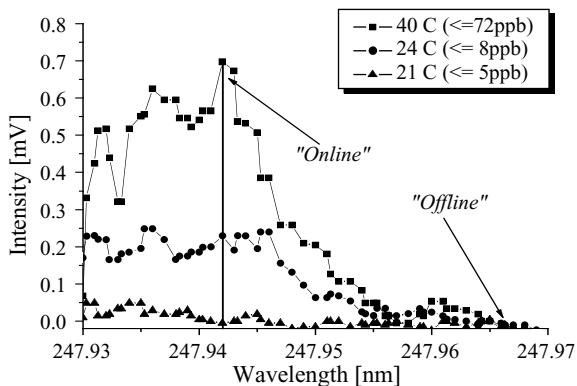 0.8
0.7
0.6
0.5
0.4
0.3
0.2
0.1
0.0
Intensity [mV]
40 C (<=72ppb)
24 C (<= 8ppb)
21 C (<= 5ppb)
"Online"
"Offline"
247.93 247.94 247.95 247.96 247.97
Wavelength [nm]